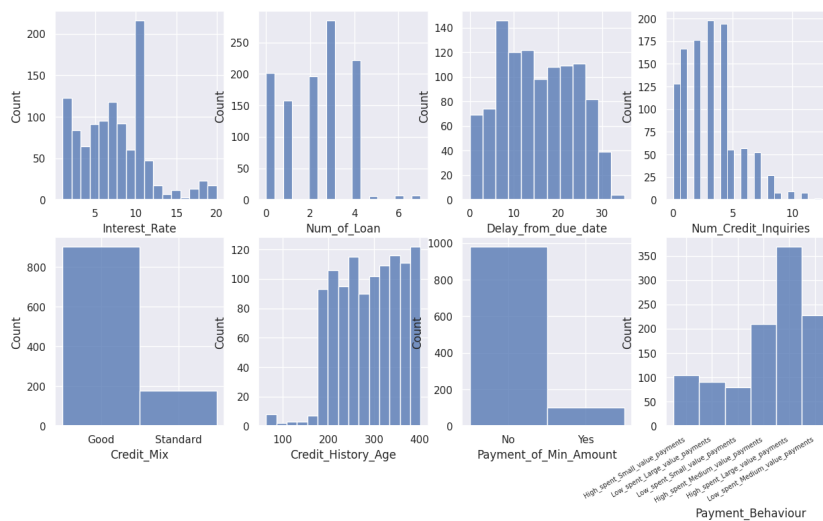 Count
200
150
100
50
0
5
10
15
20
Interest_Rate
Count
300
250
200
150
100
50
0
0
2
4
6
Num_of_Loan
Count
140
120
100
80
60
40
20
0
0
10
20
30
Delay_from_due_date
Count
200
175
150
125
100
75
50
25
0
0
5
10
Num_Credit_Inquiries
Count
800
600
400
200
0
Good
Standard
Credit_Mix
Count
120
100
80
60
40
20
0
100
200
300
400
Credit_History_Age
Count
1000
800
600
400
200
0
No
Yes
Payment_of_Min_Amount
Count
350
300
250
200
150
100
50
0
High_spent_Small_value_payments
Low_spent_Large_value_payments
Low_spent_Small_value_payments
High_spent_Medium_value_payments
High_spent_Large_value_payments
Low_spent_Medium_value_payments
Payment_Behaviour